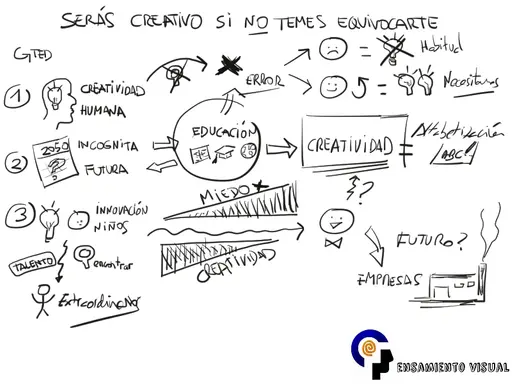 SERÁS CREATIVO SI NO TEMES EQUIVOCARTE
GTED
1) CREATIVIDAD
HUMANA
2) 2050
?
INCOGNITA
FUTURA
3) INNOVACIÓN
NIÑOS
TALENTO
encontrar
Extraordinario
EDUCACIÓN
ERROR
= Habitual
= Necesitamos
CREATIVIDAD
= Alfabetización
ABC
MIEDO
CREATIVIDAD
?
FUTURO?
EMPRESAS
PENSAMIENTO VISUAL